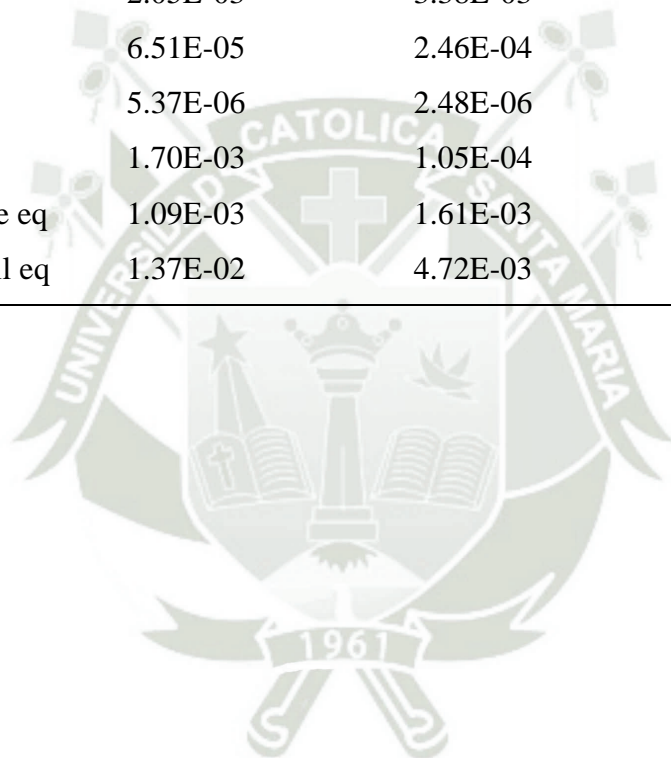 6.51E-05 2.46E-04
5.37E-06 2.48E-06
1.70E-03 1.05E-04
e eq 1.09E-03 1.61E-03
eq 1.37E-02 4.72E-03
UNIVERSIDAD CATOLICA SANTA MARIA
1961